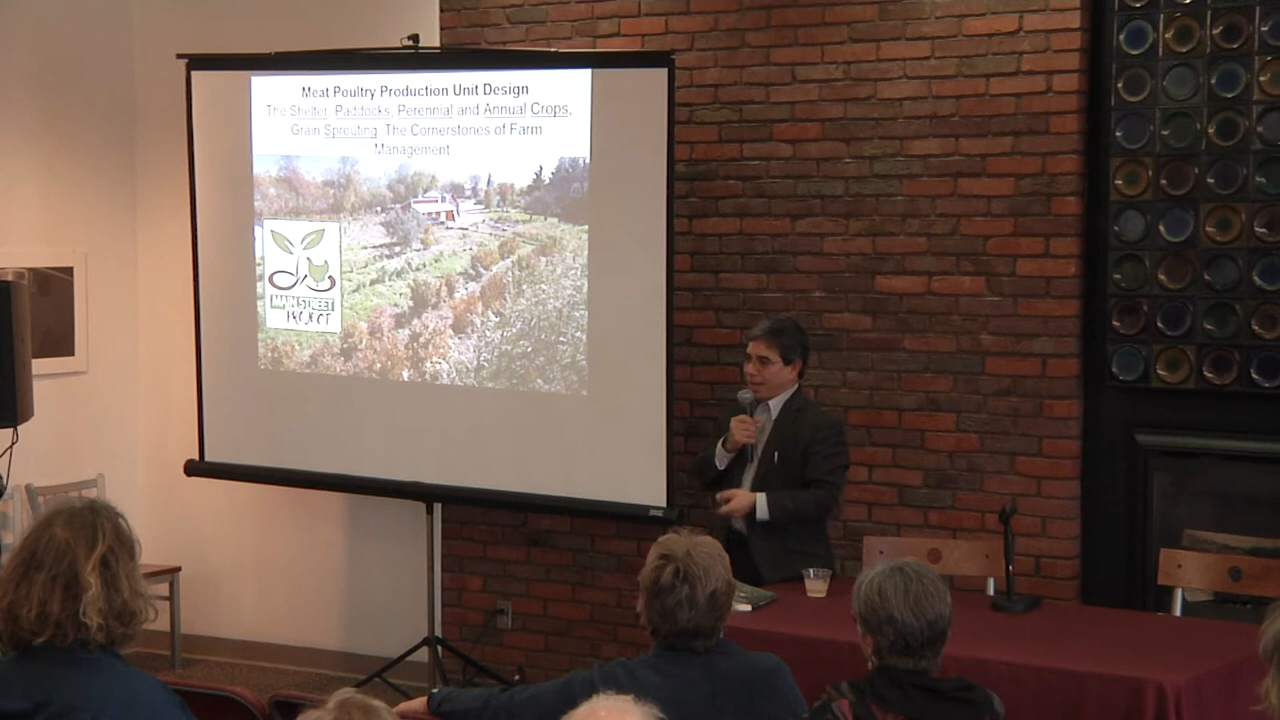 Meat Poultry Production Unit Design
The Shelter, Paddocks, Perennial and Annual Crops,
Grain Sprouting, The Cornerstones of Farm
Management
MAIN STREET
PROJECT